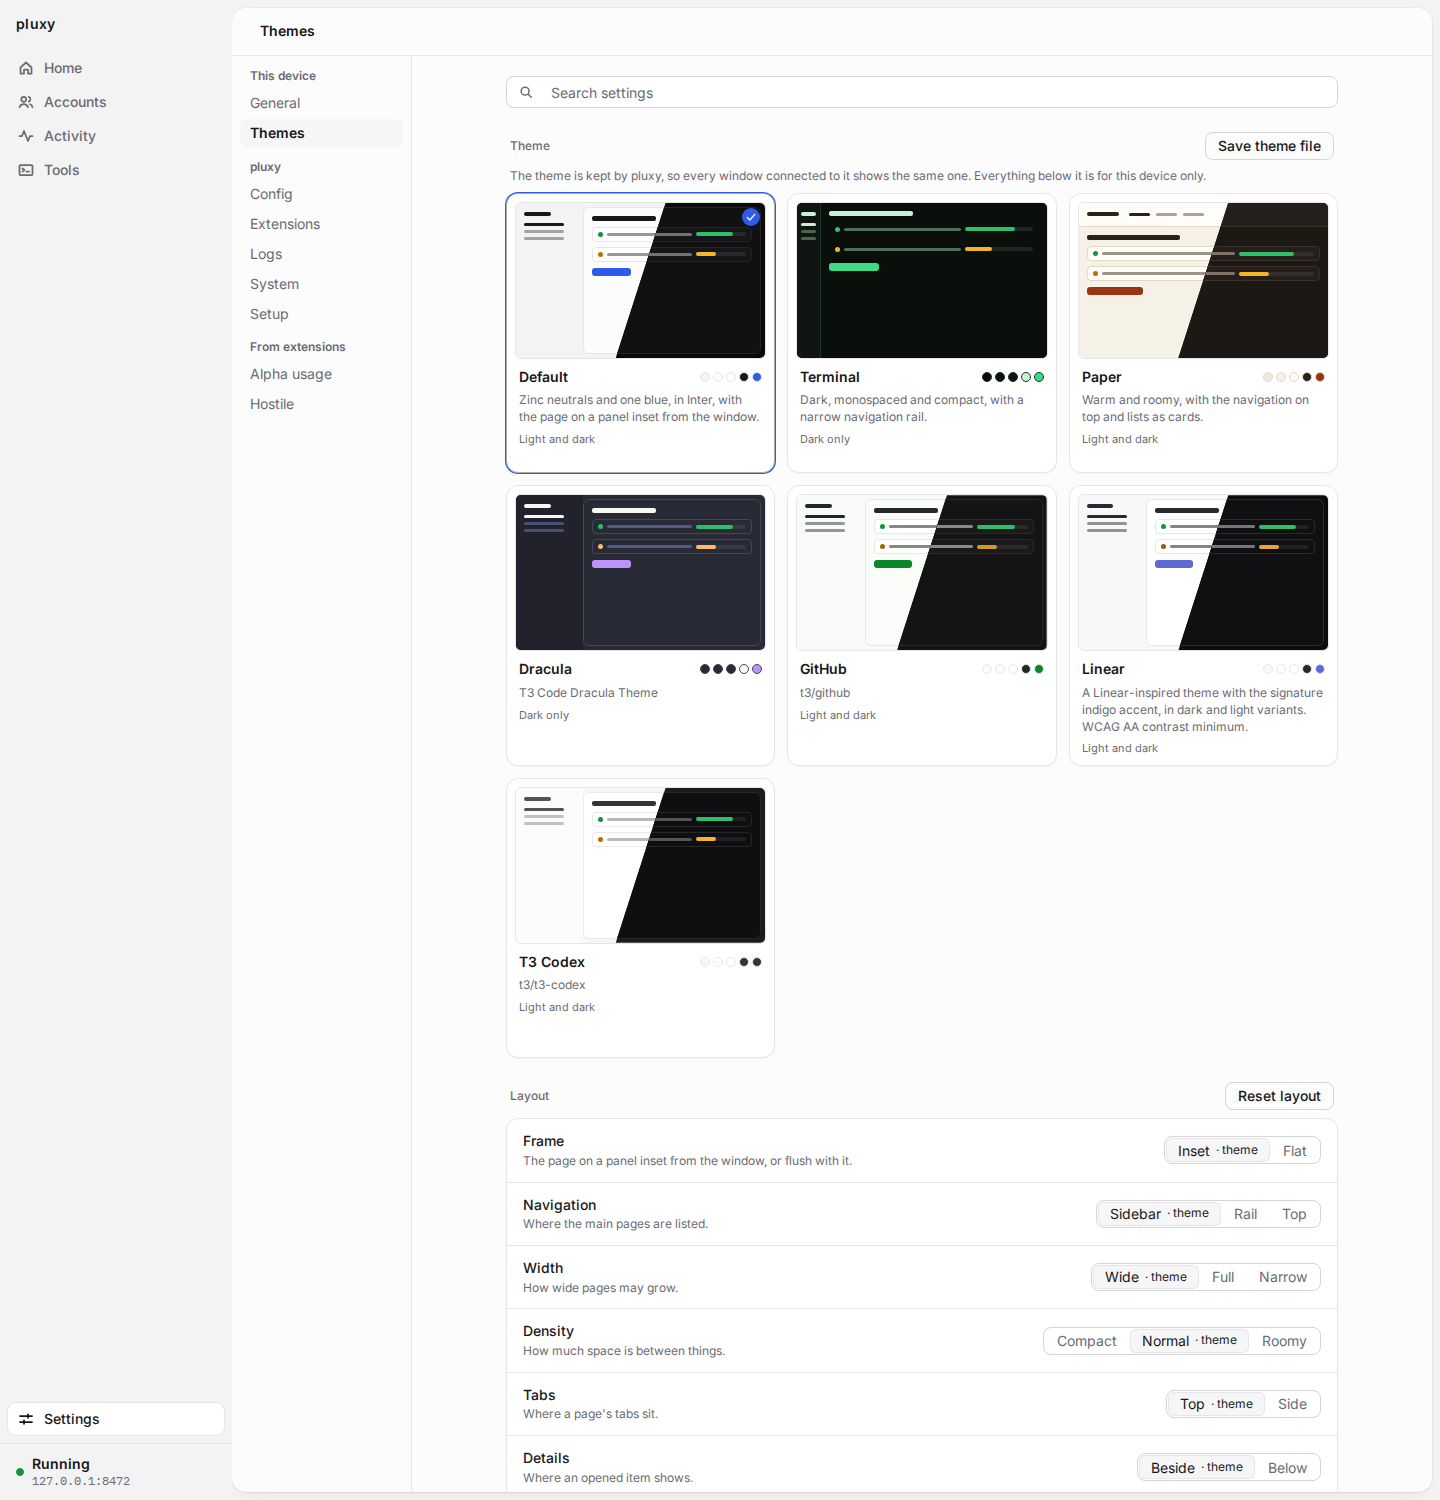 pluxy
Home
Accounts
Activity
Tools
Settings
Running
127.0.0.1:8472
Themes
This device
General
Themes
pluxy
Config
Extensions
Logs
System
Setup
From extensions
Alpha usage
Hostile
Search settings
Theme
Save theme file
The theme is kept by pluxy, so every window connected to it shows the same one. Everything below it is for this device only.
Default
Zinc neutrals and one blue, in Inter, with
the page on a panel inset from the window.
Light and dark
Terminal
Dark, monospaced and compact, with a
narrow navigation rail.
Dark only
Paper
Warm and roomy, with the navigation on
top and lists as cards.
Light and dark
Dracula
T3 Code Dracula Theme
Dark only
GitHub
t3/github
Light and dark
Linear
A Linear-inspired theme with the signature
indigo accent, in dark and light variants.
WCAG AA contrast minimum.
Light and dark
T3 Codex
t3/t3-codex
Light and dark
Layout
Reset layout
Frame
The page on a panel inset from the window, or flush with it.
Inset · theme Flat
Navigation
Where the main pages are listed.
Sidebar · theme Rail Top
Width
How wide pages may grow.
Wide · theme Full Narrow
Density
How much space is between things.
Compact Normal · theme Roomy
Tabs
Where a page's tabs sit.
Top · theme Side
Details
Where an opened item shows.
Beside · theme Below